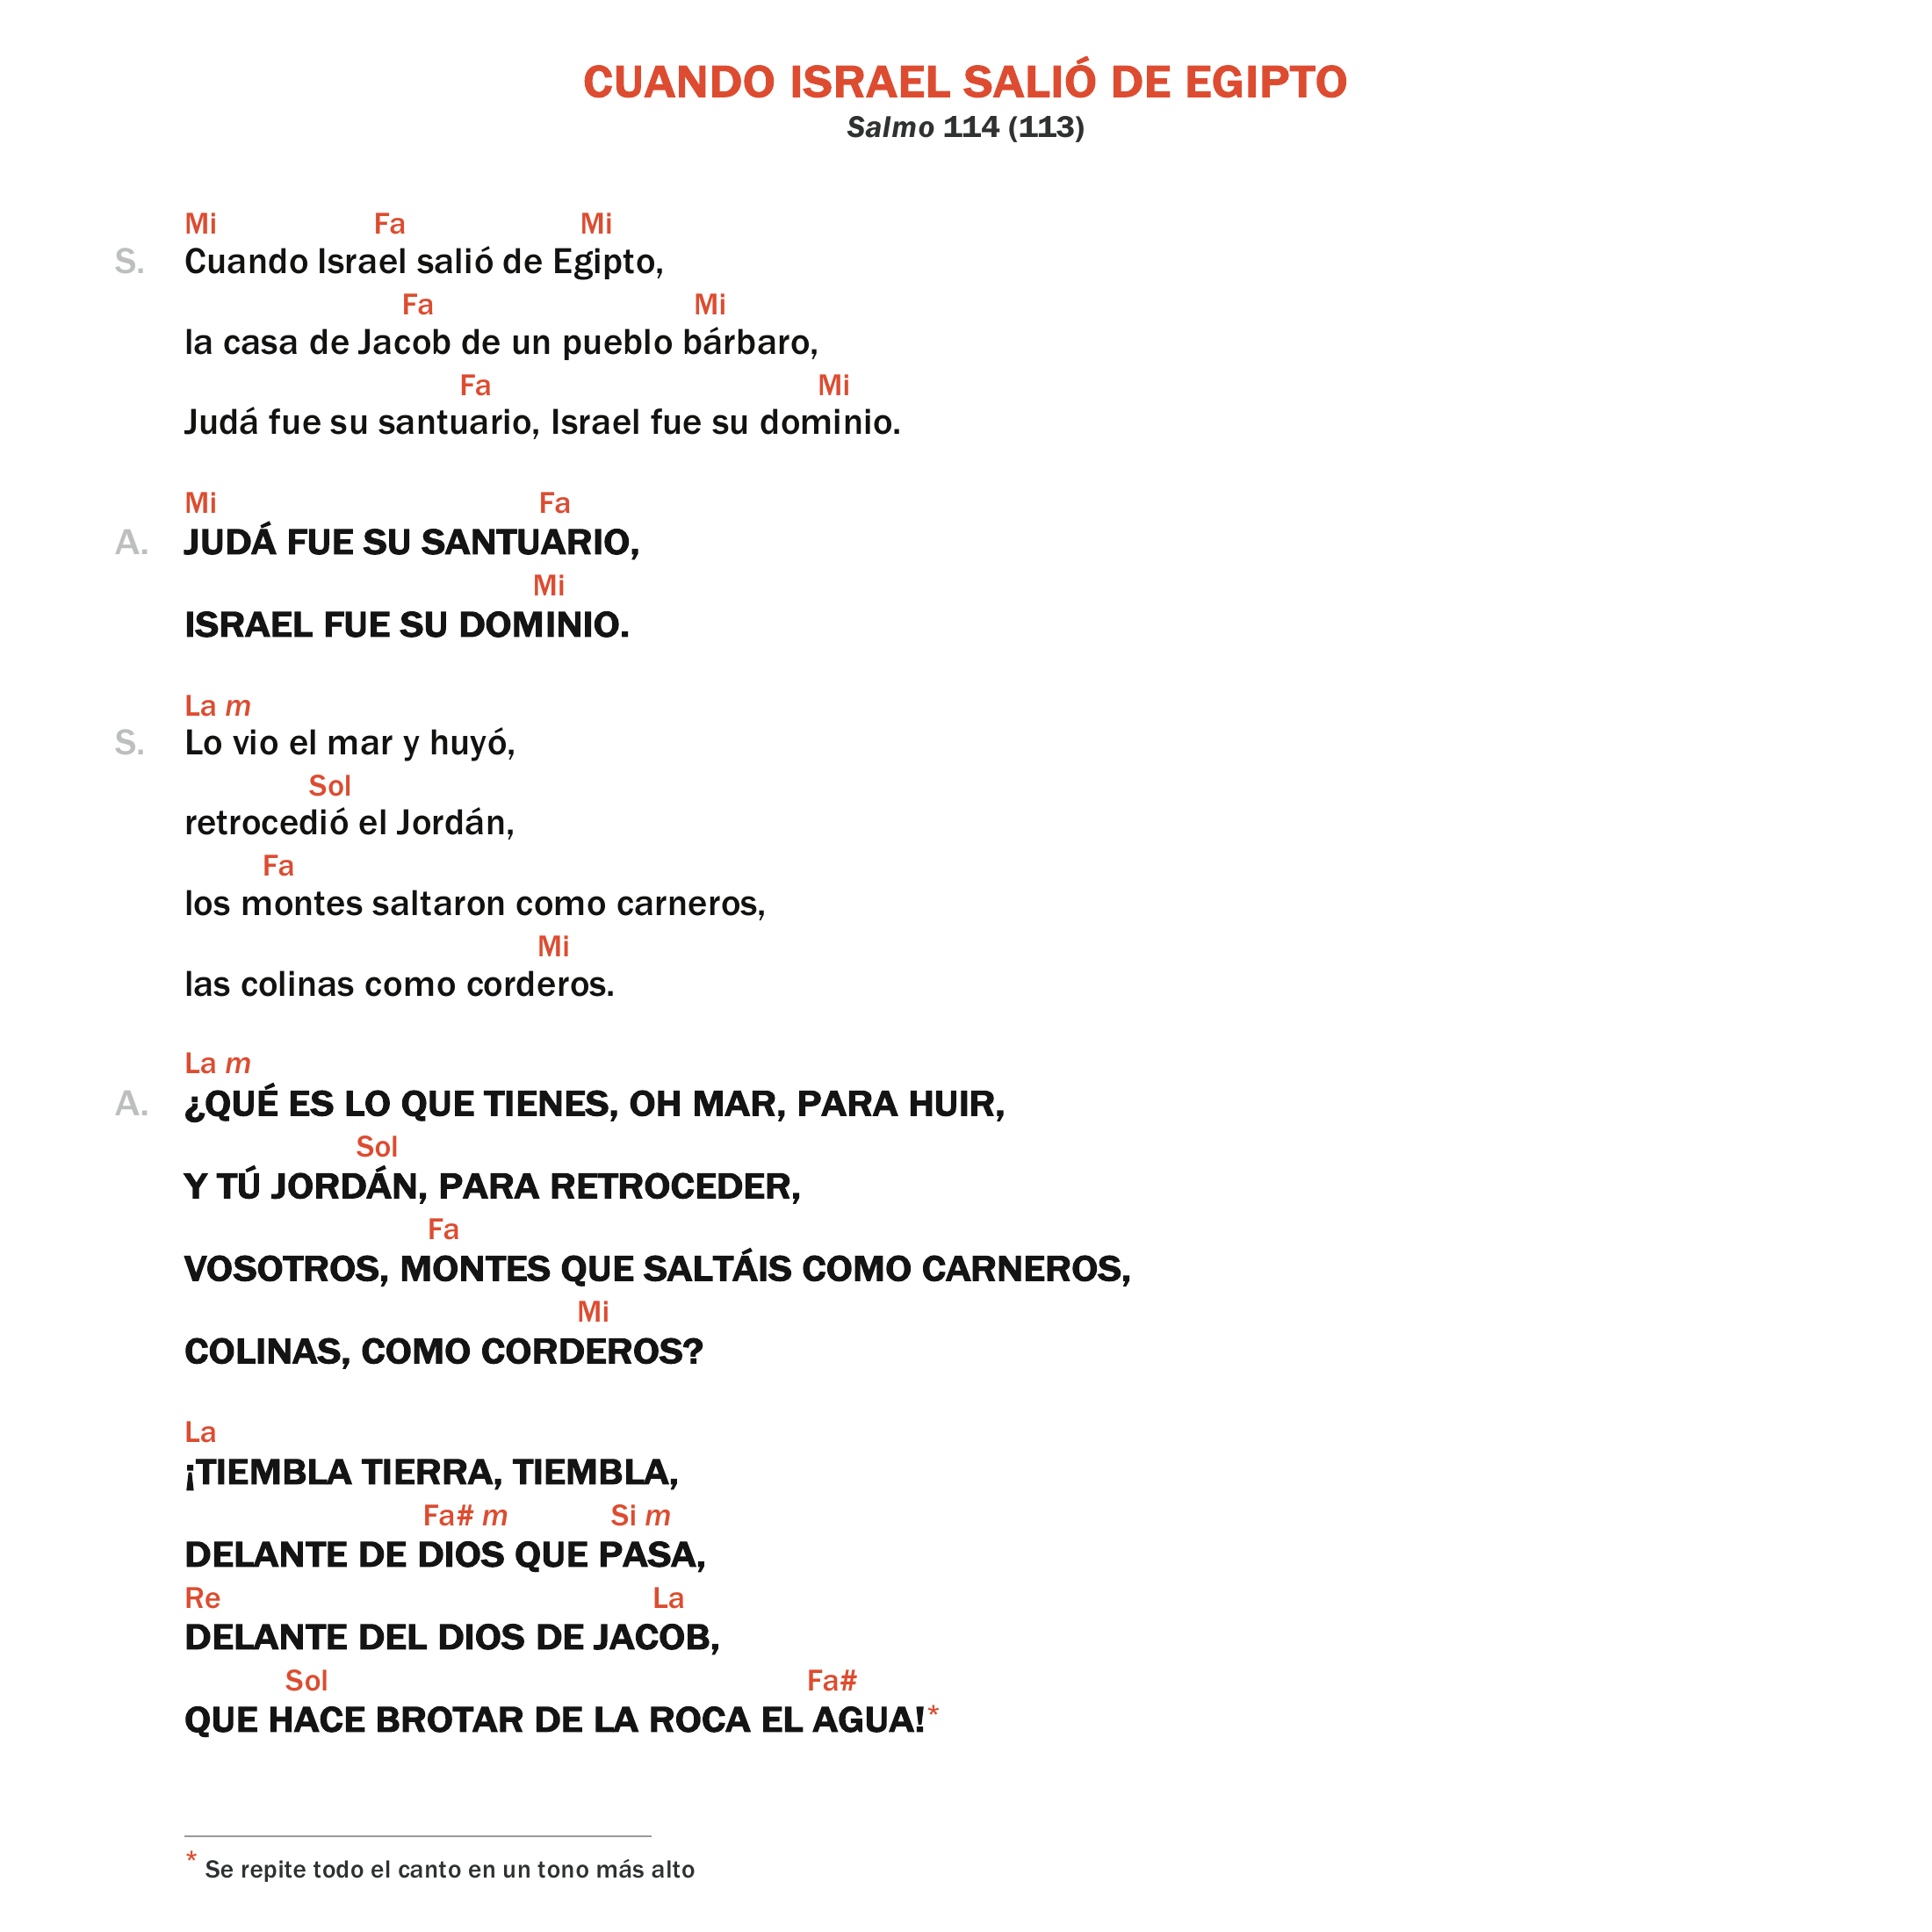 CUANDO ISRAEL SALIÓ DE EGIPTO
Salmo 114 (113)
Mi Fa Mi
S. Cuando Israel salió de Egipto,
Fa Mi
la casa de Jacob de un pueblo bárbaro,
Fa Mi
Judá fue su santuario, Israel fue su dominio.
Mi Fa
A. JUDÁ FUE SU SANTUARIO,
Mi
ISRAEL FUE SU DOMINIO.
La m
S. Lo vio el mar y huyó,
Sol
retrocedió el Jordán,
Fa
los montes saltaron como carneros,
Mi
las colinas como corderos.
La m
A. ¿QUÉ ES LO QUE TIENES, OH MAR, PARA HUIR,
Sol
Y TÚ JORDÁN, PARA RETROCEDER,
Fa
VOSOTROS, MONTES QUE SALTÁIS COMO CARNEROS,
Mi
COLINAS, COMO CORDEROS?
La
¡TIEMBLA TIERRA, TIEMBLA,
Fa# m Si m
DELANTE DE DIOS QUE PASA,
Re La
DELANTE DEL DIOS DE JACOB,
Sol Fa#
QUE HACE BROTAR DE LA ROCA EL AGUA!*
* Se repite todo el canto en un tono más alto